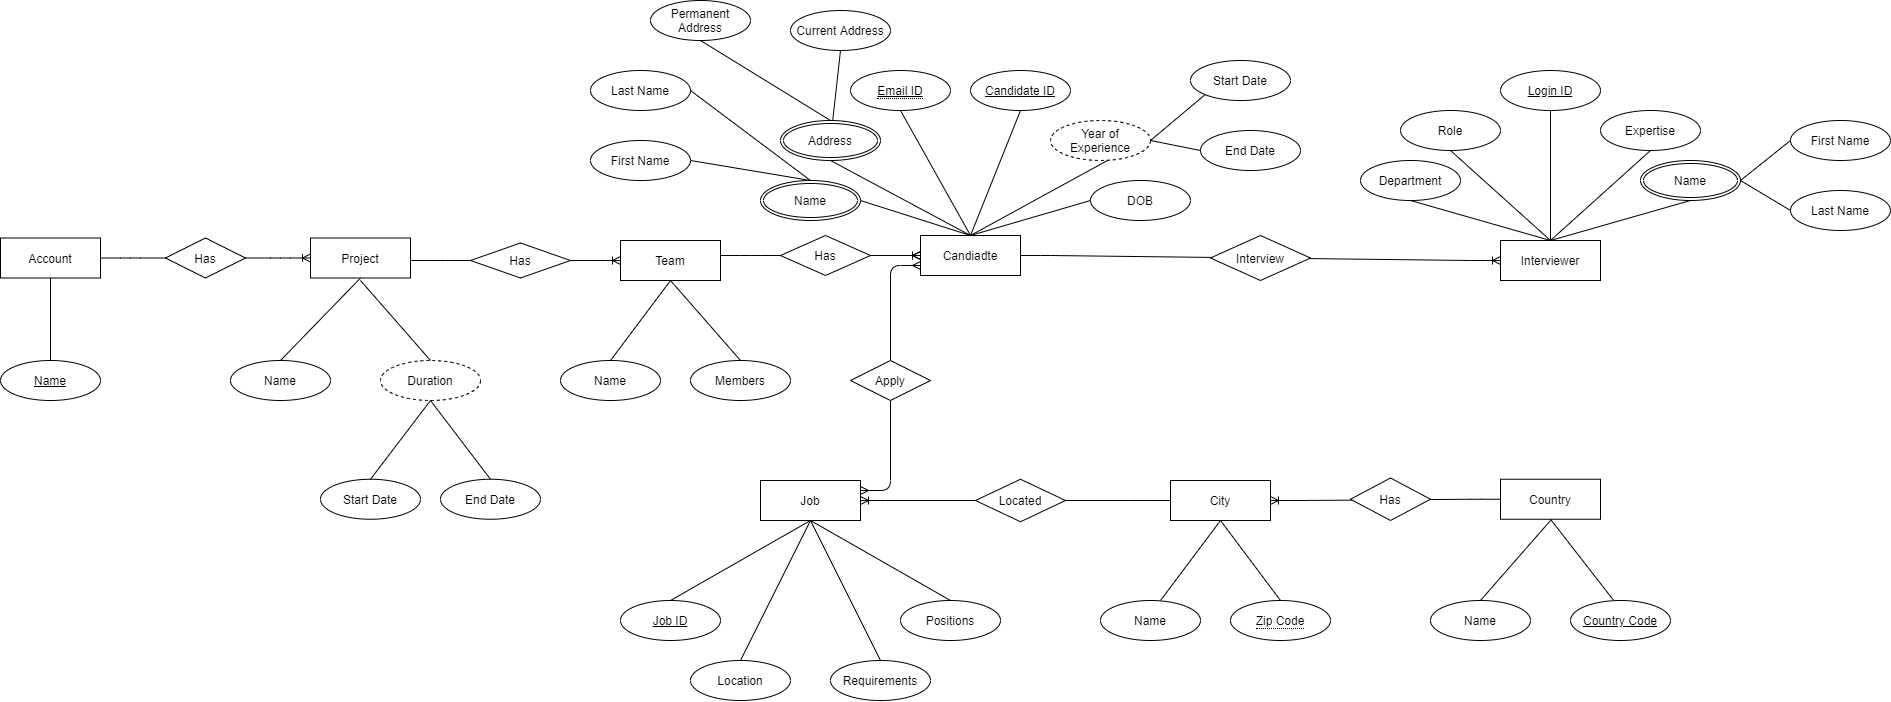 Permanent
Address
Current Address
Last Name
Email ID
Candidate ID
Start Date
Login ID
Address
Year of
Experience
Role
Expertise
First Name
First Name
End Date
Department
Name
Name
DOB
Last Name
Account
Has
Project
Has
Team
Has
Candiadte
Interview
Interviewer
Name
Name
Duration
Name
Members
Apply
Start Date
End Date
Job
Located
City
Has
Country
Job ID
Positions
Name
Zip Code
Name
Country Code
Location
Requirements